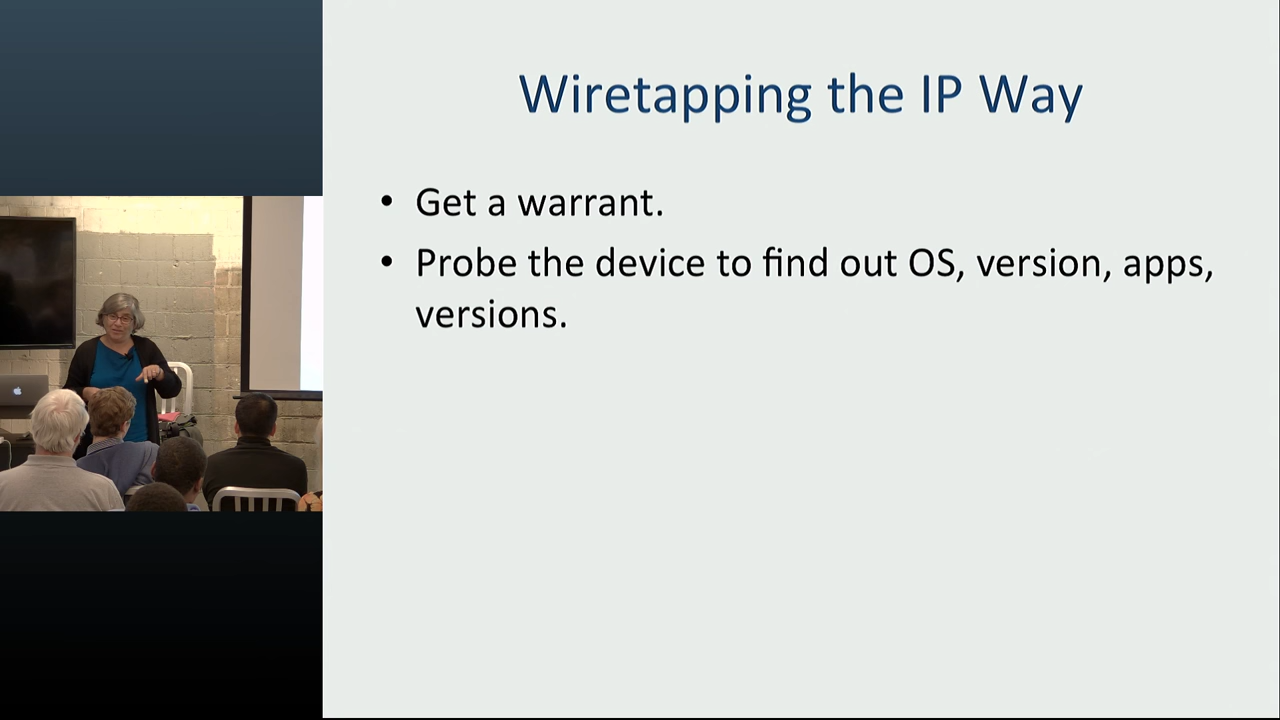 Wiretapping the IP Way
• Get a warrant.
• Probe the device to find out OS, version, apps,
versions.